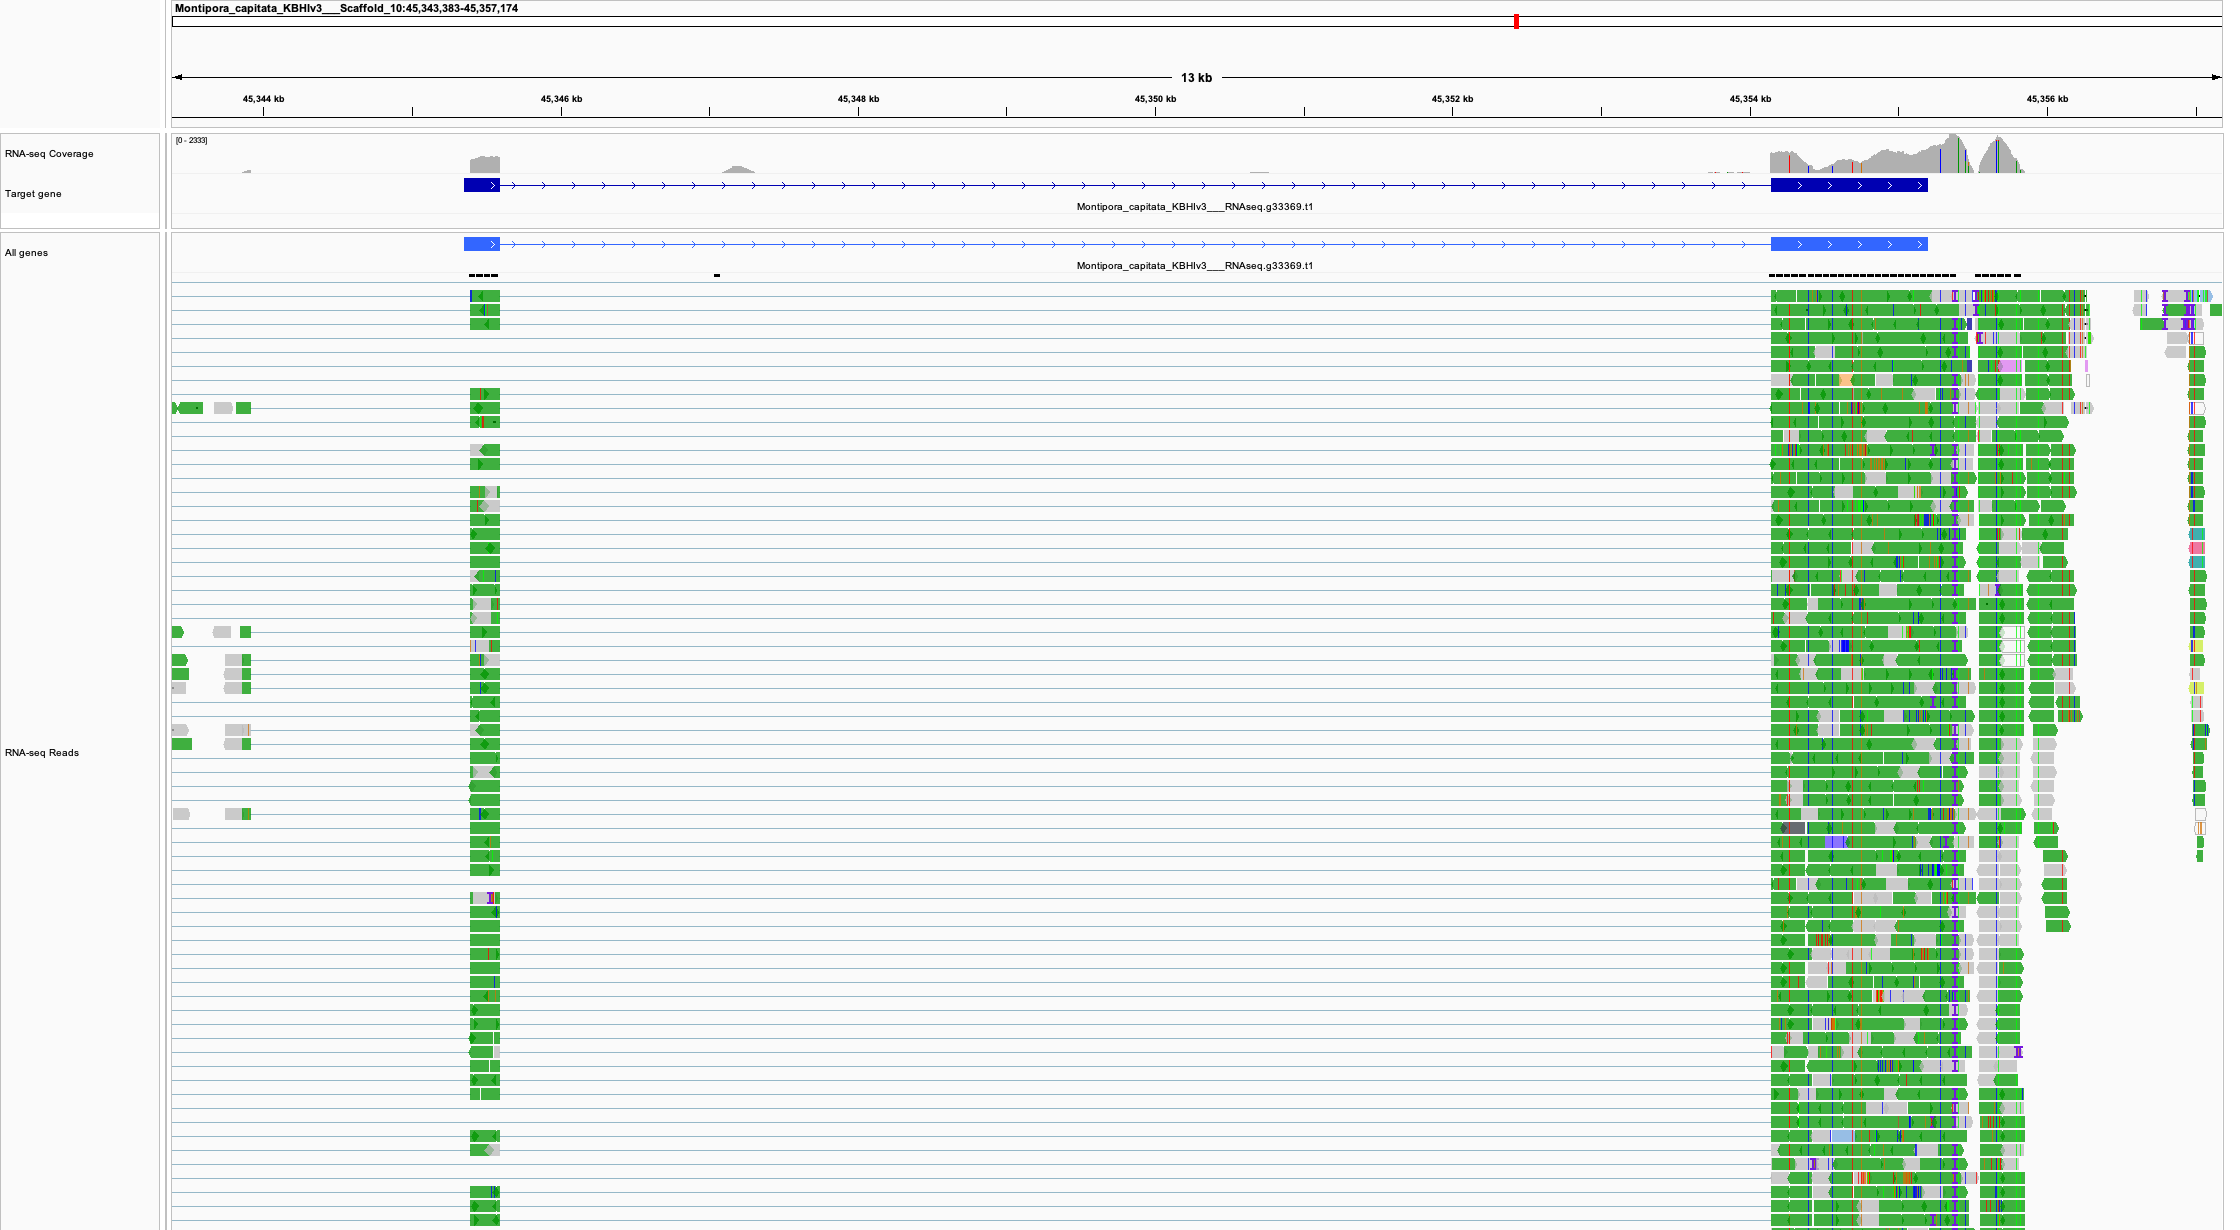 Montipora_capitata_KBHIv3___Scaffold_10:45,343,383-45,357,174
13 kb
45,344 kb 45,346 kb 45,348 kb 45,350 kb 45,352 kb 45,354 kb 45,356 kb
[0 - 2333]
RNA-seq Coverage
Target gene
Montipora_capitata_KBHIv3___RNAseq.g33369.t1
All genes
Montipora_capitata_KBHIv3___RNAseq.g33369.t1
RNA-seq Reads